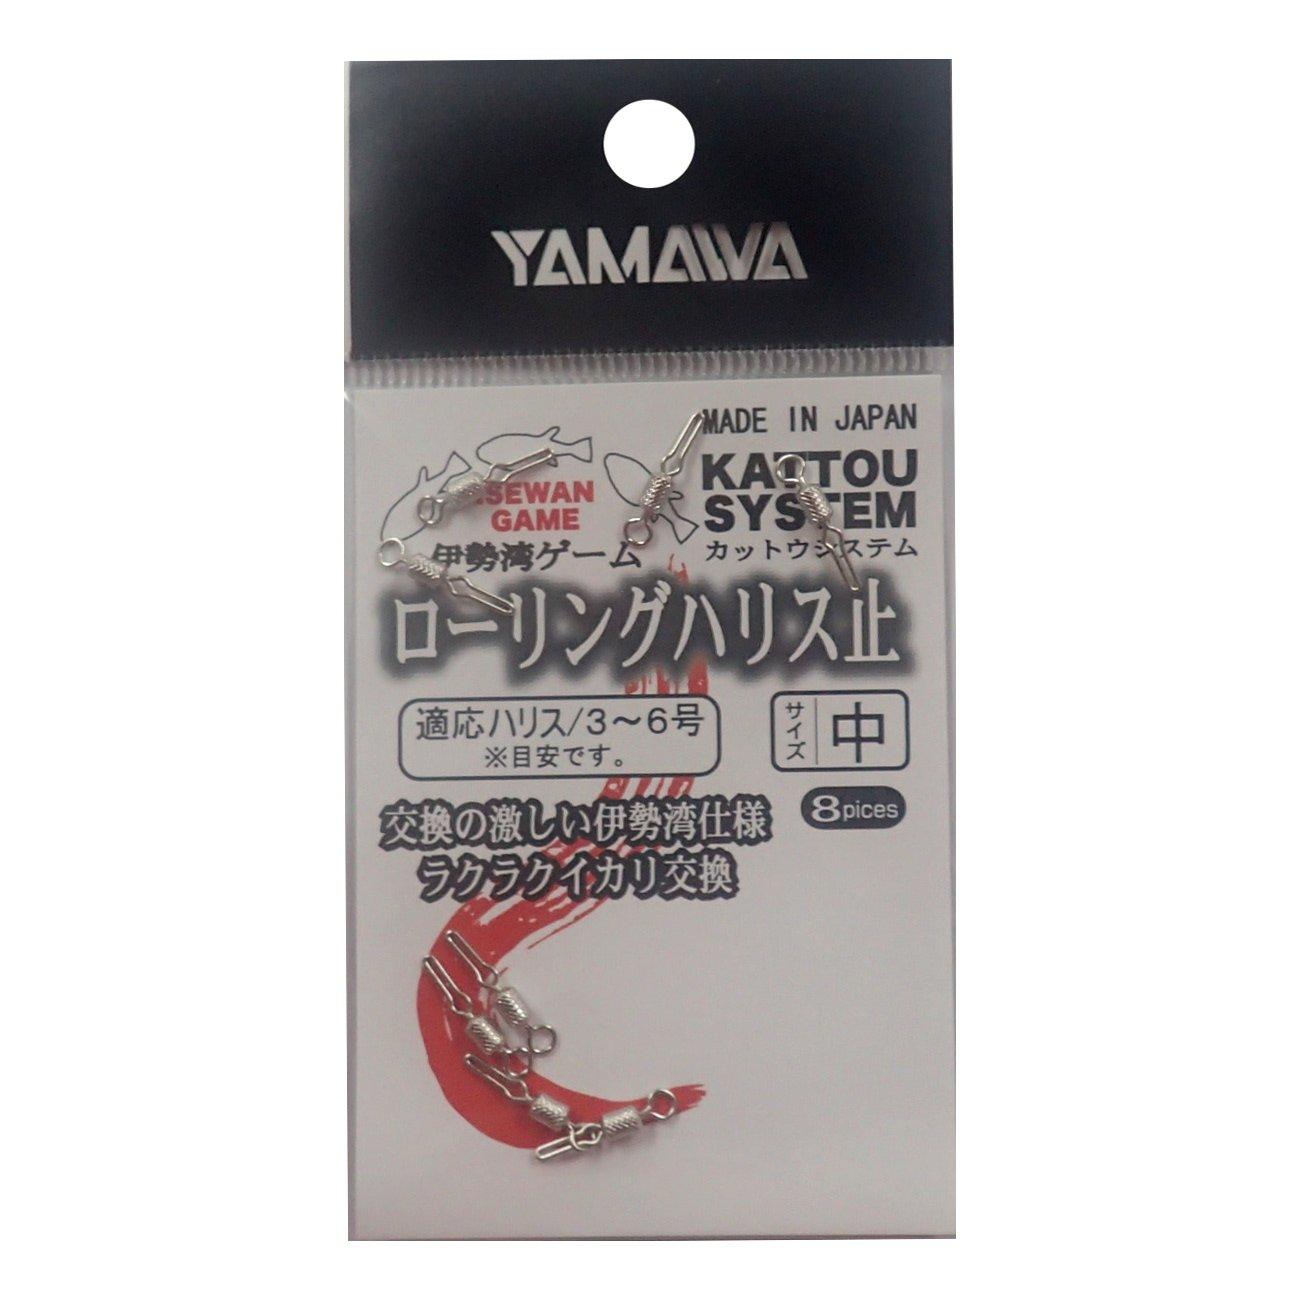 YAMAWA
MADE IN JAPAN
ISEWAN
GAME
KATTOU
SYSTEM
伊勢湾ゲーム
カットウシステム
ローリングハリス止
適応ハリス/3～6号
※目安です。
サイズ
中
8pices
交換の激しい伊勢湾仕様
ラクラクイカリ交換